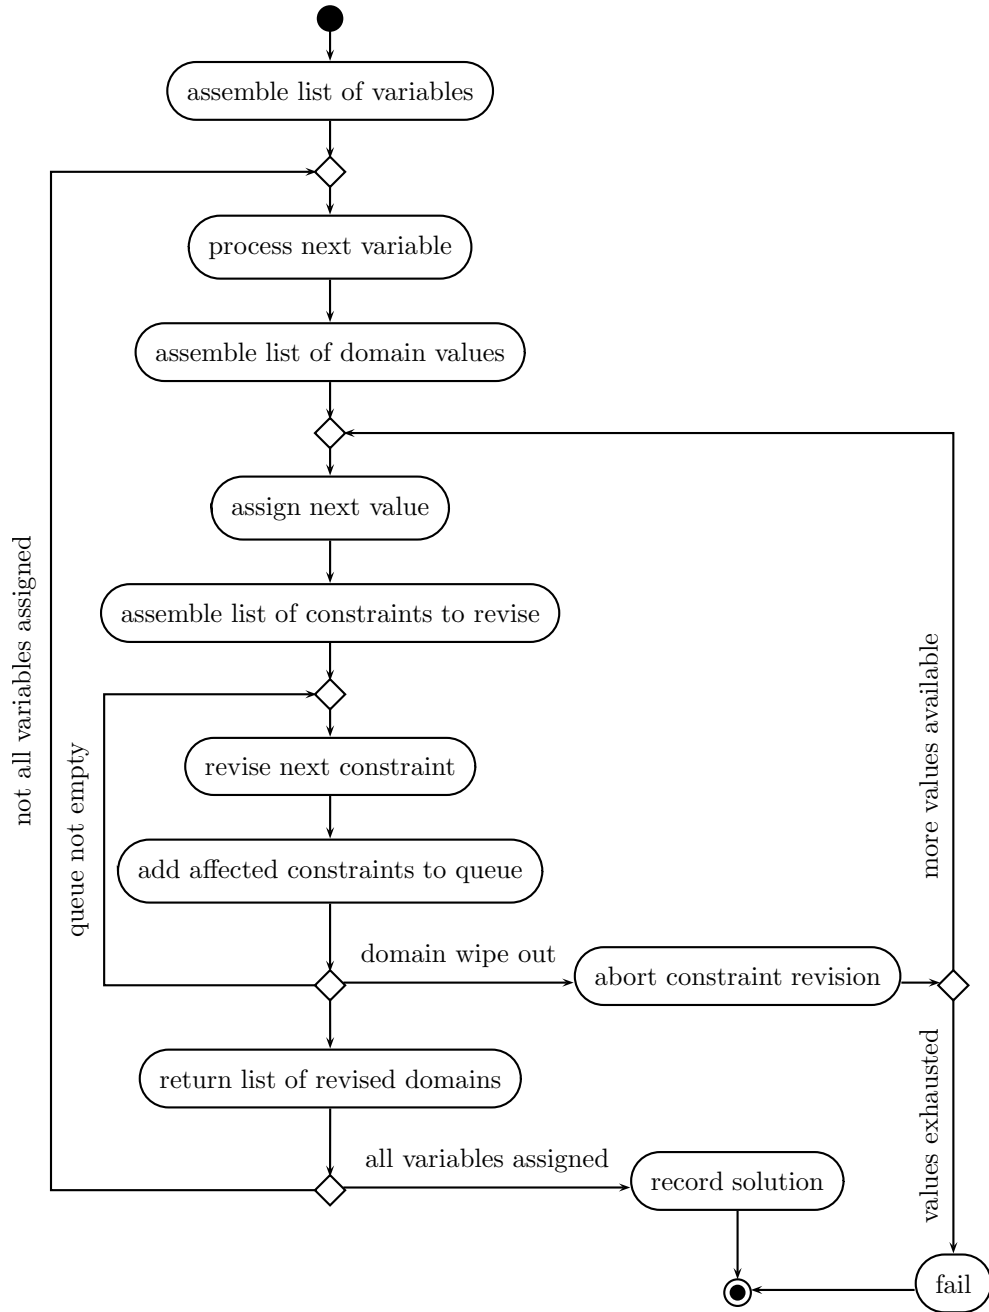 assemble list of variables
process next variable
assemble list of domain values
assign next value
not all variables assigned
assemble list of constraints to revise
more values available
queue not empty
revise next constraint
add affected constraints to queue
domain wipe out
abort constraint revision
return list of revised domains
values exhausted
all variables assigned
record solution
fail